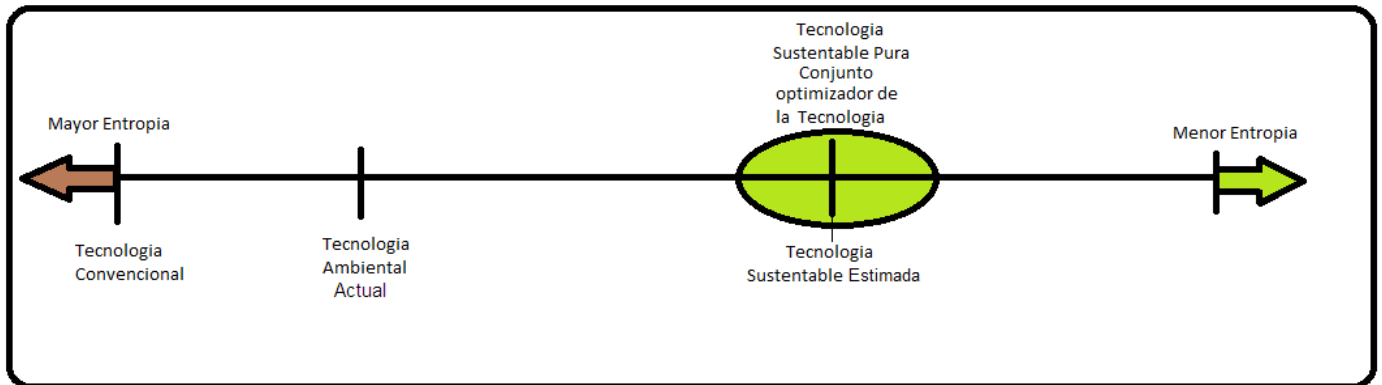 Tecnologia
Sustentable Pura
Conjunto
optimizador de
la Tecnologia
Mayor Entropia
Menor Entropia
Tecnologia
Convencional
Tecnologia
Ambiental
Actual
Tecnologia
Sustentable Estimada